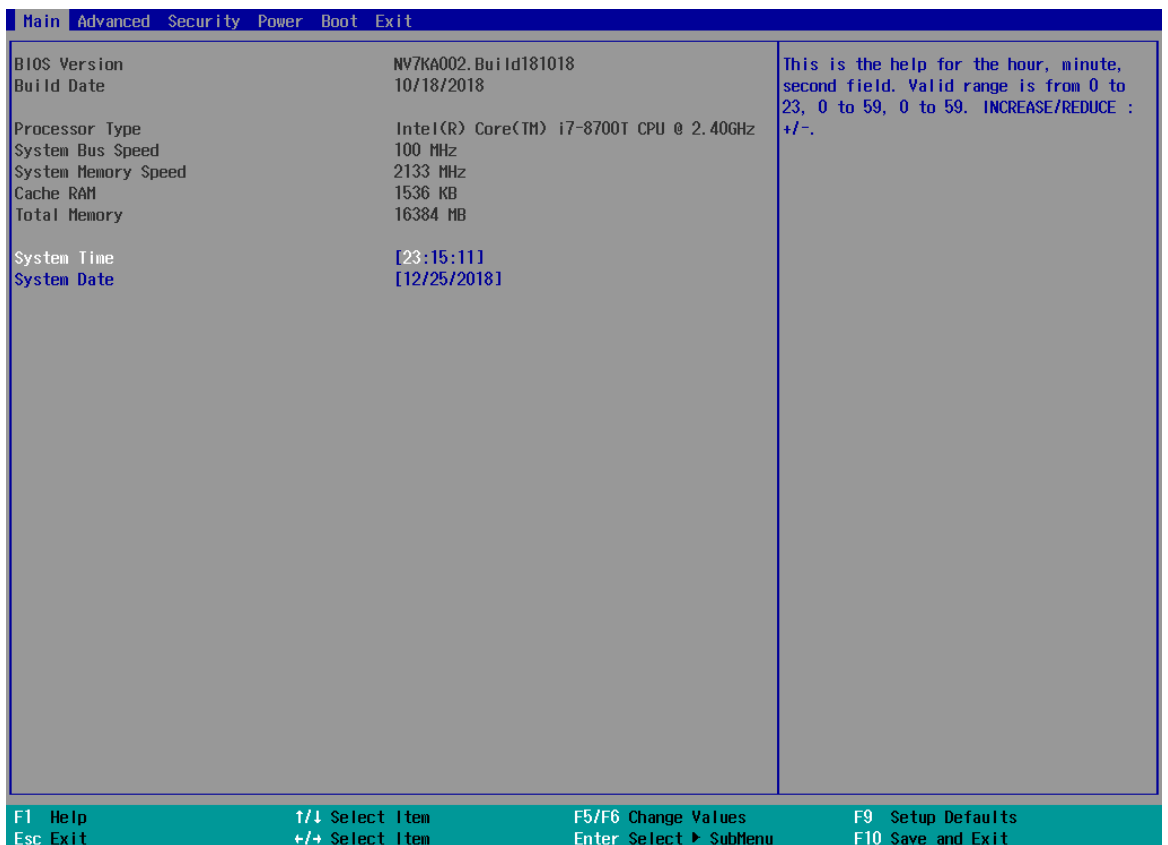 Main Advanced Security Power Boot Exit
BIOS Version NV7KA002.Build181018
Build Date 10/18/2018
Processor Type Intel(R) Core(TM) i7-8700T CPU @ 2.40GHz
System Bus Speed 100 MHz
System Memory Speed 2133 MHz
Cache RAM 1536 KB
Total Memory 16384 MB
System Time [23:15:11]
System Date [12/25/2018]
This is the help for the hour, minute,
second field. Valid range is from 0 to
23, 0 to 59, 0 to 59. INCREASE/REDUCE :
+/-.
F1 Help ↑/↓ Select Item F5/F6 Change Values F9 Setup Defaults
Esc Exit ←/→ Select Item Enter Select ▶ SubMenu F10 Save and Exit